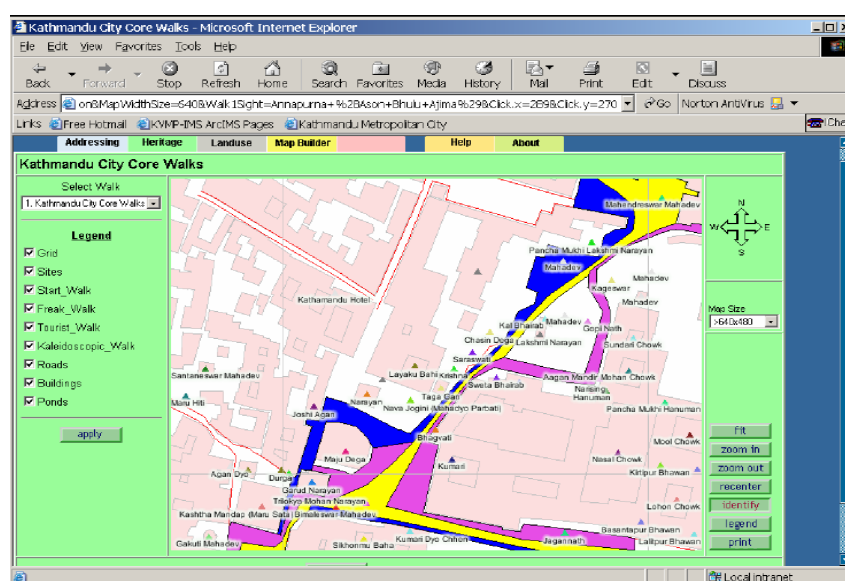 Kathmandu City Core Walks - Microsoft Internet Explorer
File Edit View Favorites Tools Help
Back Forward Stop Refresh Home Search Favorites Media History Mail Print Edit Discuss
Address on&MapWidthSize=640&Walk1Sight=Annapurna+%2BAson+Bhulu+Ajima%29&Click.x=289&Click.y=270 Go Norton AntiVirus
Links Free Hotmail KVMP-IMS ArcIMS Pages Kathmandu Metropolitan City
Addressing Heritage Landuse Map Builder Help About
Kathmandu City Core Walks
Select Walk
1. Kathmandu City Core Walks
Legend
Grid
Sites
Start_Walk
Freak_Walk
Tourist_Walk
Kaleidoscopic_Walk
Roads
Buildings
Ponds
apply
Mahendreswar Mahadev
Pancha Mukhi Lakshmi Narayan
Mahadev
Mahadev
Kageswar
Mahadev
Kathamandu Hotel
Kal Bhairab
Mahadev
Gopi Nath
Chasin Dega
Lakshmi Narayan
Sundari Chowk
Saraswati
Santaneswar Mahadev
Layaku Bahi
Krishna
Sweta Bhairab
Aagan Mandir
Mohan Chowk
Narsing
Hanuman
Maru Hiti
Narayan
Taga Gan
Nava Jogini (Mahadyo Parbati)
Pancha Mukhi Hanuman
Joshi Agan
Bhagvati
Mool Chowk
Maju Dega
Kumari
Nasal Chowk
Kirtipur Bhawan
Agan Dyo
Durga
Garud Narayan
Trilokya Mohan Narayan
Kashtha Mandap (Maru Sata)
Bimaleswar Mahadev
Lohon Chowk
Basantapur Bhawan
Gakuti Mahadev
Sikhonmu Baha
Kumari Dyo Chhen
Jagannath
Lalitpur Bhawan
N
W E
S
Map Size
>640x480
fit
zoom in
zoom out
recenter
identify
legend
print
Local intranet